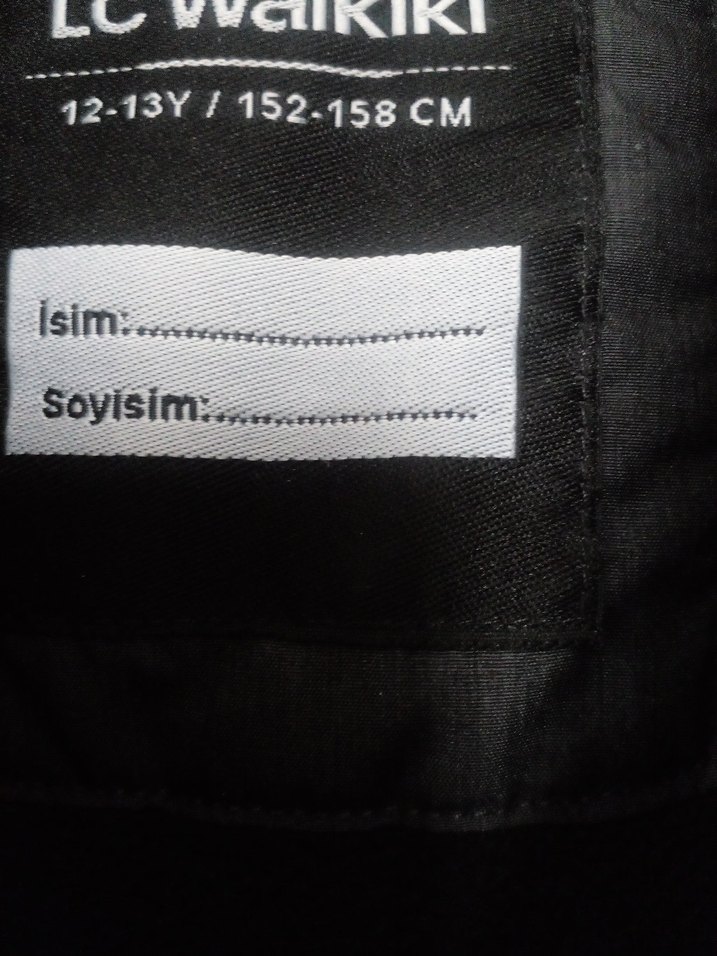 LC Waikiki
12-13Y / 152-158 CM
İsim:...............................................
Soyisim:.......................................